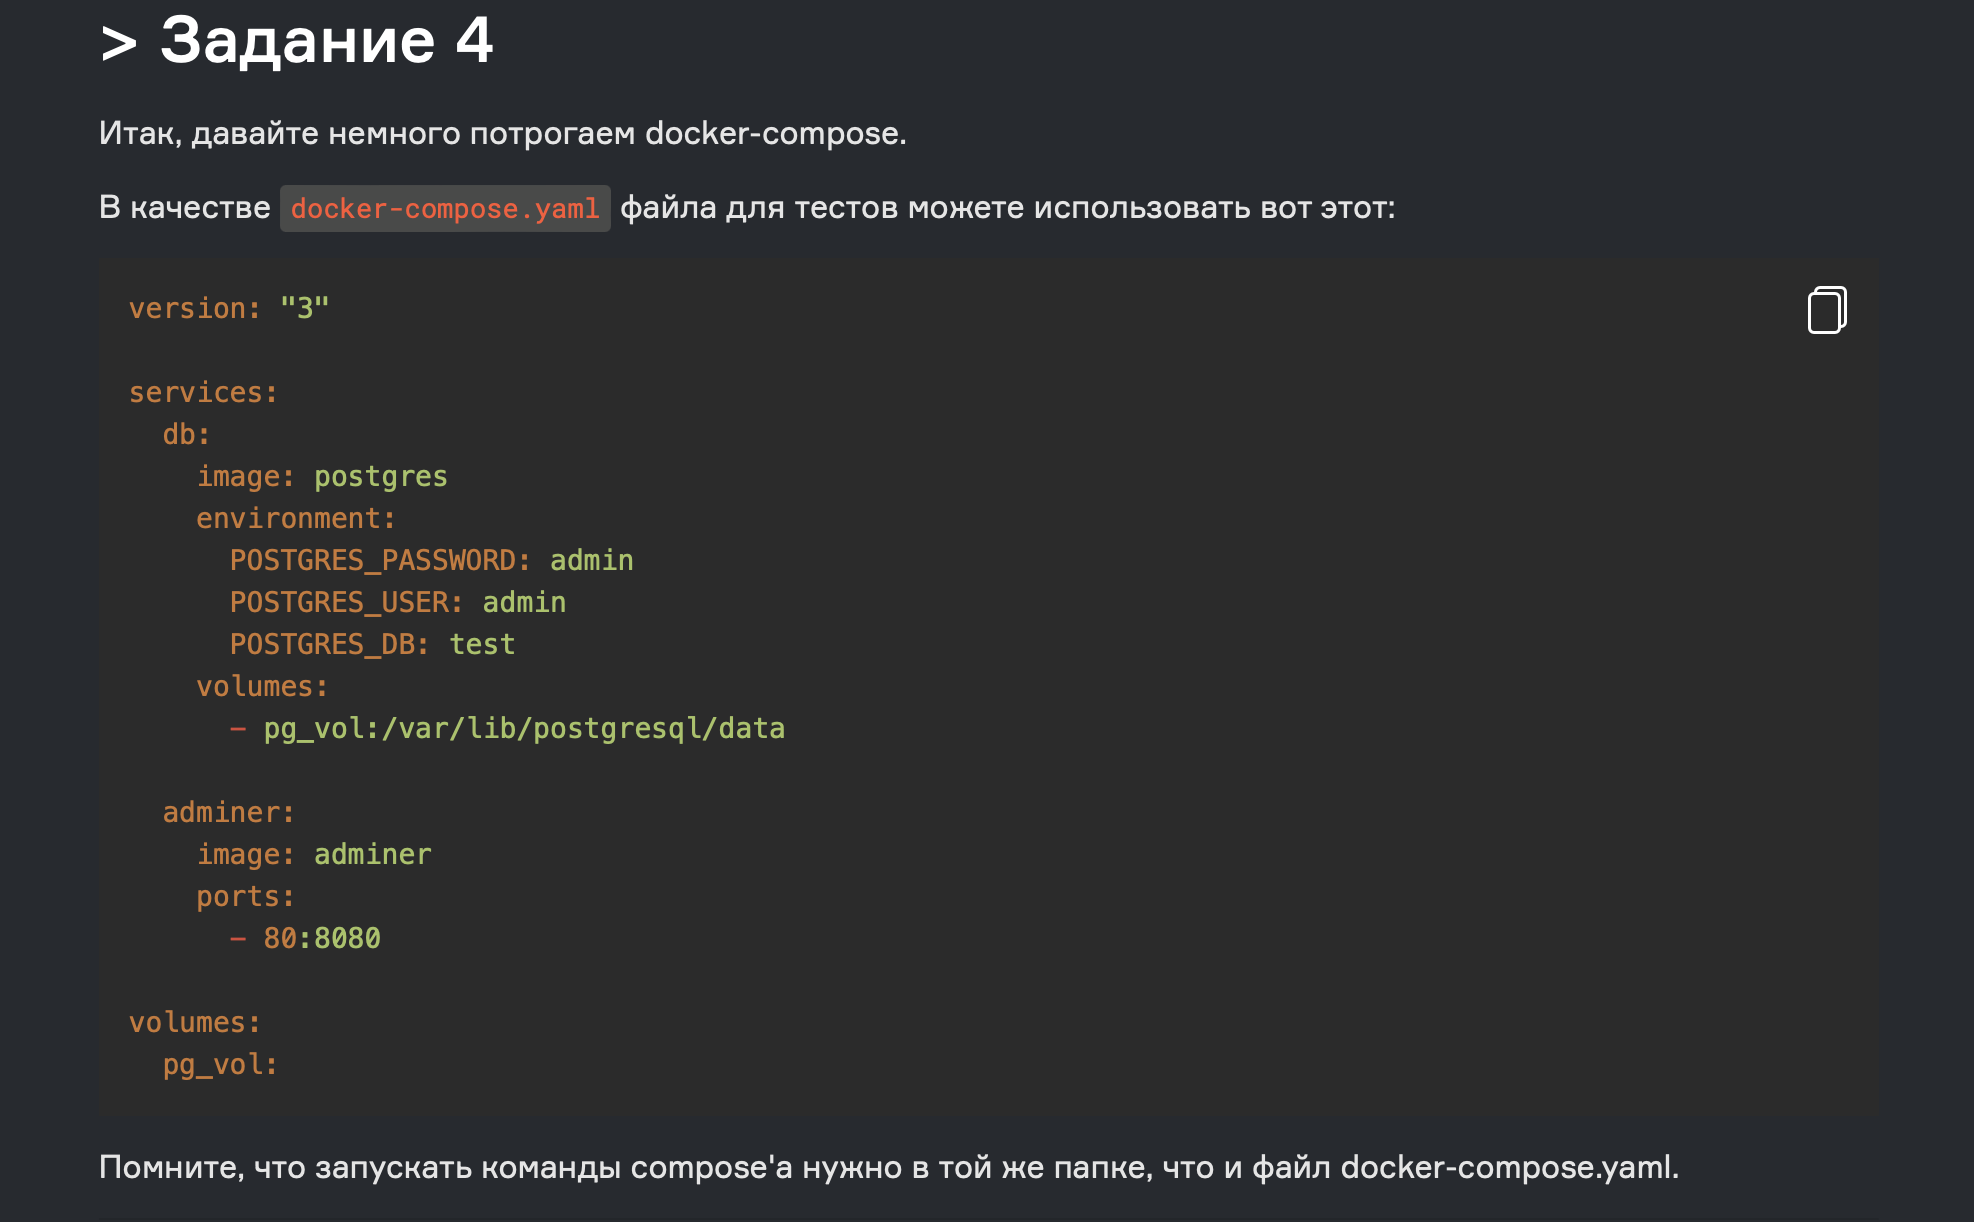 > Задание 4
Итак, давайте немного потрогаем docker-compose.
В качестве docker-compose.yaml файла для тестов можете использовать вот этот:
version: "3"
services:
  db:
    image: postgres
    environment:
      POSTGRES_PASSWORD: admin
      POSTGRES_USER: admin
      POSTGRES_DB: test
    volumes:
      - pg_vol:/var/lib/postgresql/data
  adminer:
    image: adminer
    ports:
      - 80:8080
volumes:
  pg_vol:
Помните, что запускать команды compose'а нужно в той же папке, что и файл docker-compose.yaml.